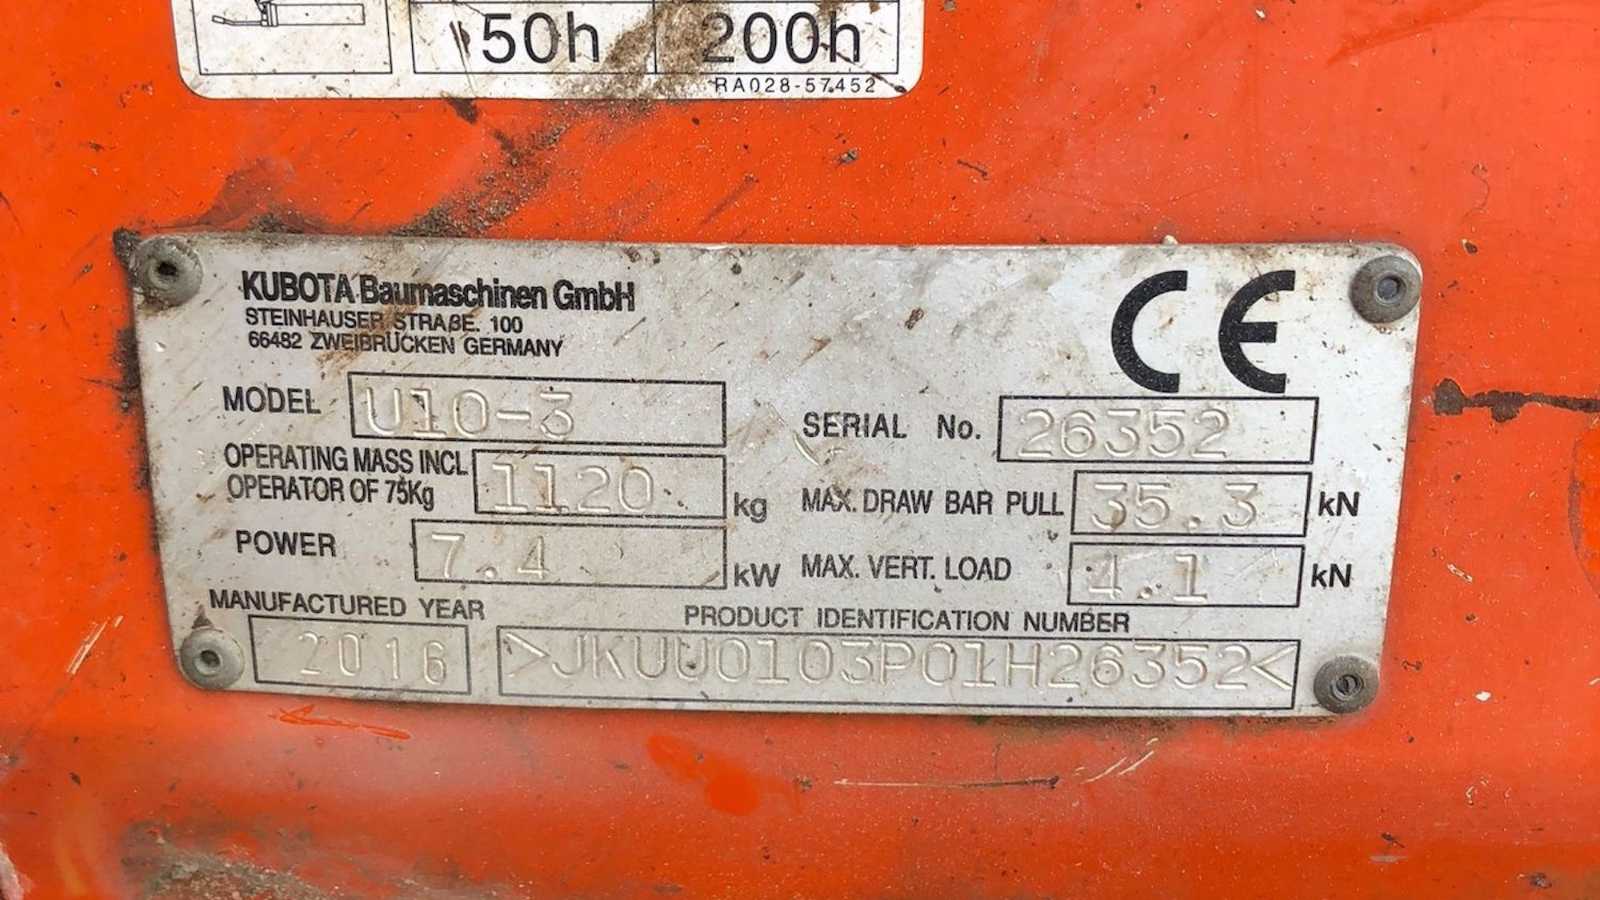 50h 200h
RA028-57452
KUBOTA Baumaschinen GmbH
STEINHAUSER STRAßE. 100
66482 ZWEIBRÜCKEN GERMANY
CE
MODEL U10-3
SERIAL No. 26352
OPERATING MASS INCL
OPERATOR OF 75Kg 1120 kg
MAX. DRAW BAR PULL 35.3 kN
POWER 7.4 kW
MAX. VERT. LOAD 4.1 kN
MANUFACTURED YEAR
2016
PRODUCT IDENTIFICATION NUMBER
>JKUU0103P01H26352<